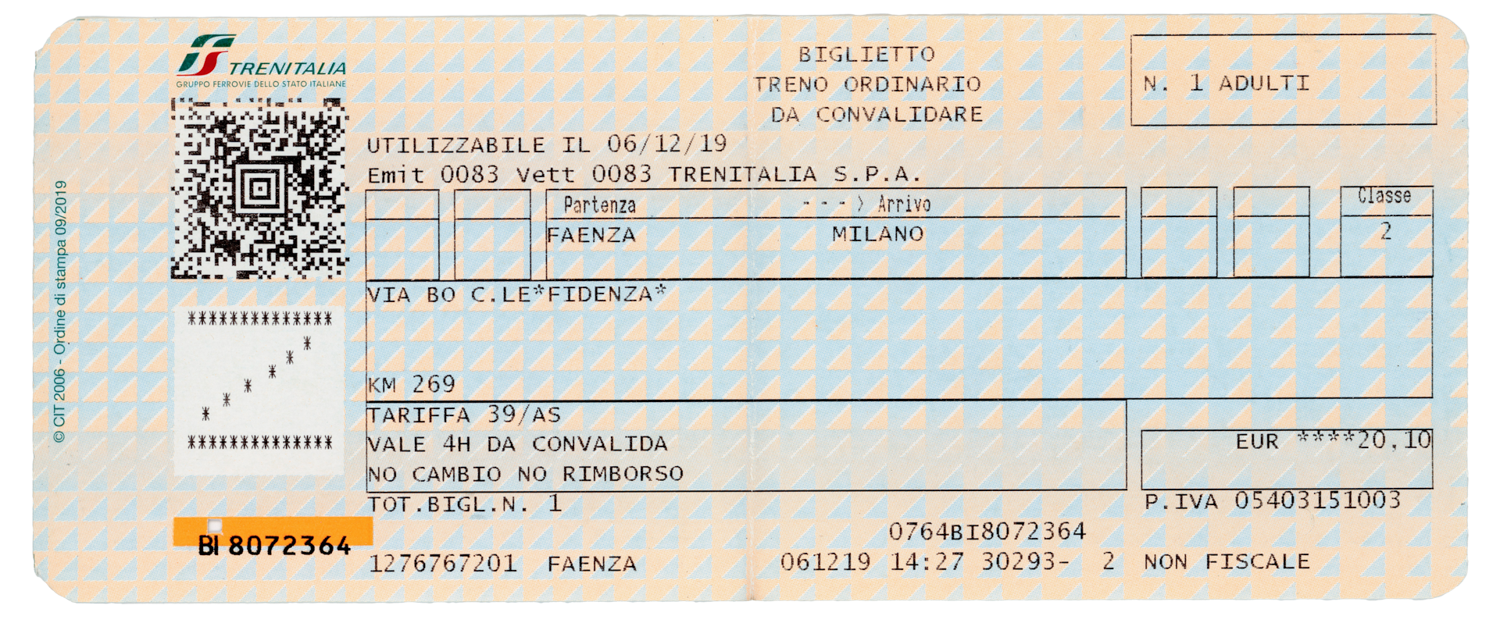 TRENITALIA
GRUPPO FERROVIE DELLO STATO ITALIANE
BIGLIETTO
TRENO ORDINARIO
DA CONVALIDARE
N. 1 ADULTI
UTILIZZABILE IL 06/12/19
Emit 0083 Vett 0083 TRENITALIA S.P.A.
Partenza - - - > Arrivo Classe
FAENZA MILANO 2
VIA BO C.LE*FIDENZA*
KM 269
TARIFFA 39/AS
VALE 4H DA CONVALIDA
NO CAMBIO NO RIMBORSO
EUR ****20,10
TOT.BIGL.N. 1
P.IVA 05403151003
0764BI8072364
1276767201 FAENZA 061219 14:27 30293- 2 NON FISCALE
© CIT 2006 - Ordine di stampa 09/2019
**************
*
*
*
*
*
*
**************
BI 8072364